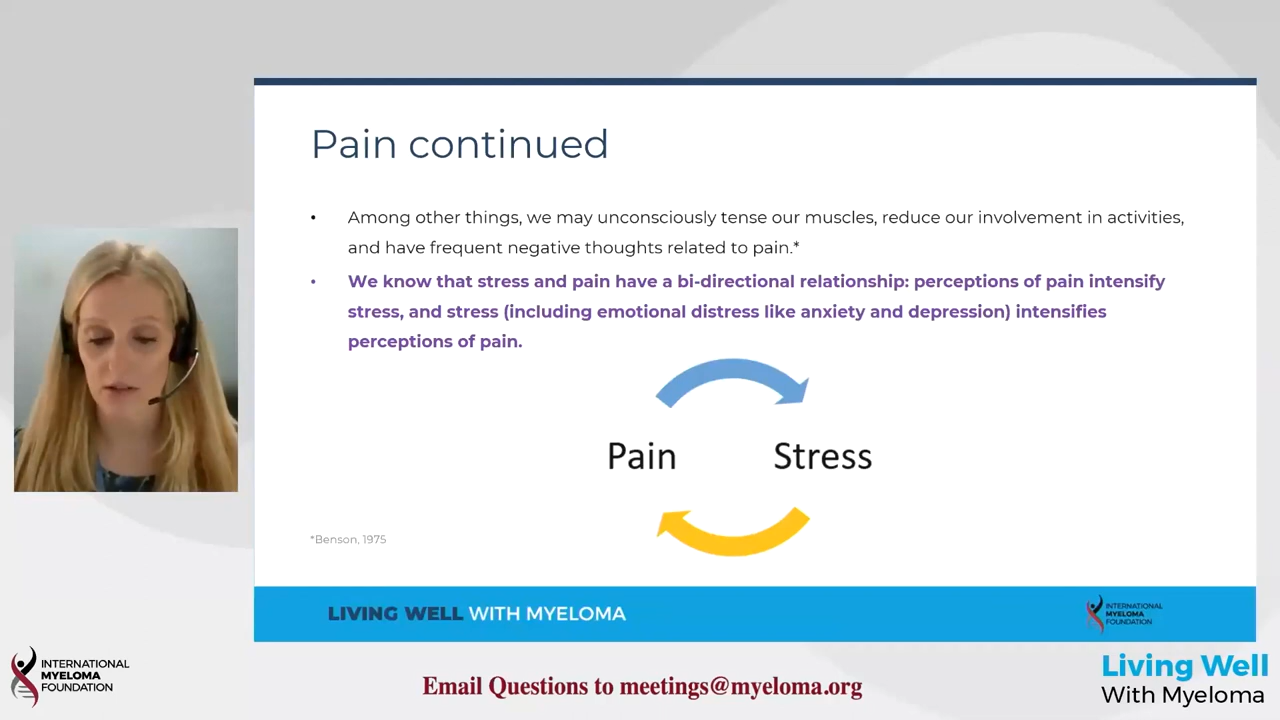 Pain continued
• Among other things, we may unconsciously tense our muscles, reduce our involvement in activities,
and have frequent negative thoughts related to pain.*
• We know that stress and pain have a bi-directional relationship: perceptions of pain intensify
stress, and stress (including emotional distress like anxiety and depression) intensifies
perceptions of pain.
Pain Stress
*Benson, 1975
LIVING WELL WITH MYELOMA
INTERNATIONAL
MYELOMA
FOUNDATION
INTERNATIONAL
MYELOMA
FOUNDATION
Email Questions to meetings@myeloma.org
Living Well
With Myeloma